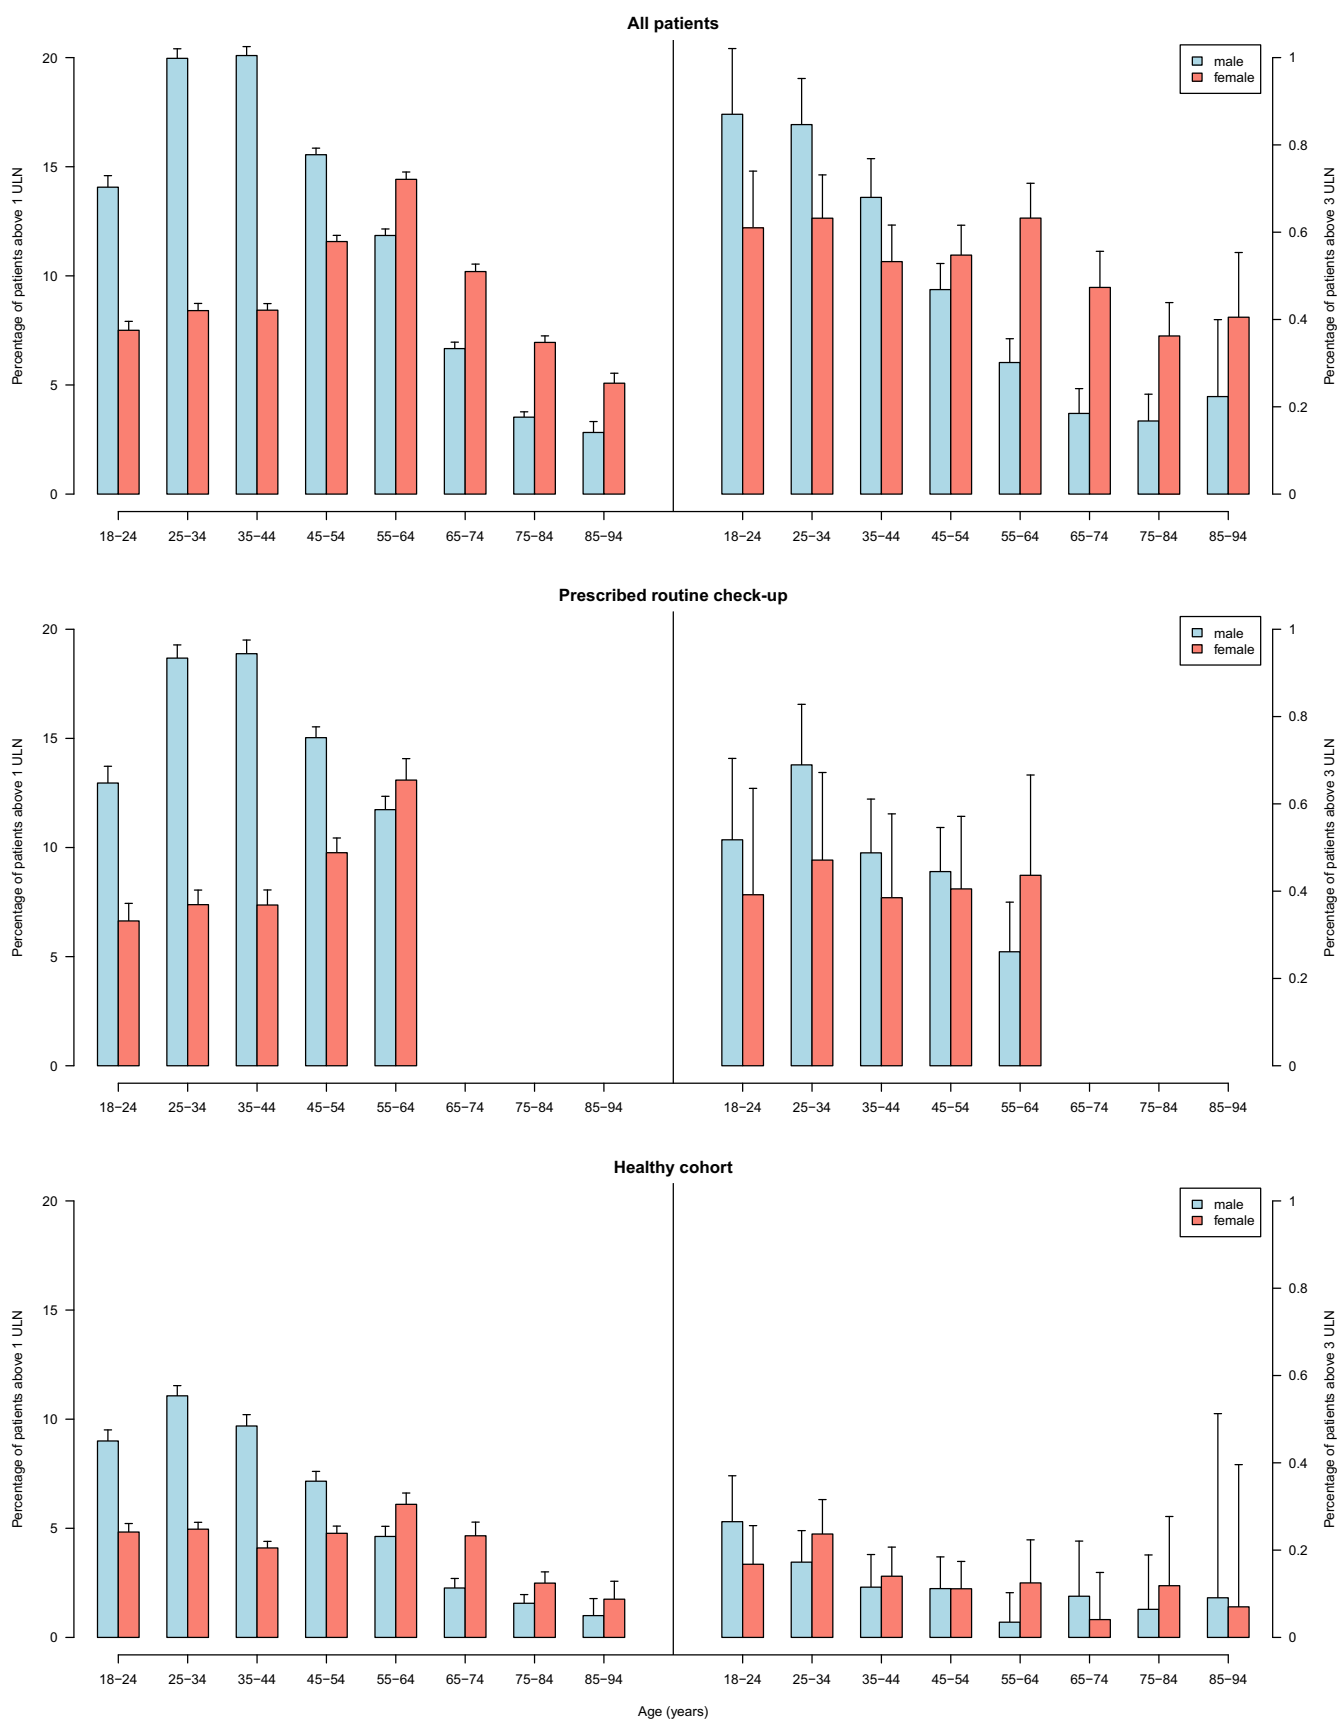 All patients
Percentage of patients above 1 ULN
20
15
10
5
0
18−24 25−34 35−44 45−54 55−64 65−74 75−84 85−94
male
female
Percentage of patients above 3 ULN
1
0.8
0.6
0.4
0.2
0
18−24 25−34 35−44 45−54 55−64 65−74 75−84 85−94
Prescribed routine check-up
Percentage of patients above 1 ULN
20
15
10
5
0
18−24 25−34 35−44 45−54 55−64 65−74 75−84 85−94
male
female
Percentage of patients above 3 ULN
1
0.8
0.6
0.4
0.2
0
18−24 25−34 35−44 45−54 55−64 65−74 75−84 85−94
Healthy cohort
Percentage of patients above 1 ULN
20
15
10
5
0
18−24 25−34 35−44 45−54 55−64 65−74 75−84 85−94
male
female
Percentage of patients above 3 ULN
1
0.8
0.6
0.4
0.2
0
18−24 25−34 35−44 45−54 55−64 65−74 75−84 85−94
Age (years)